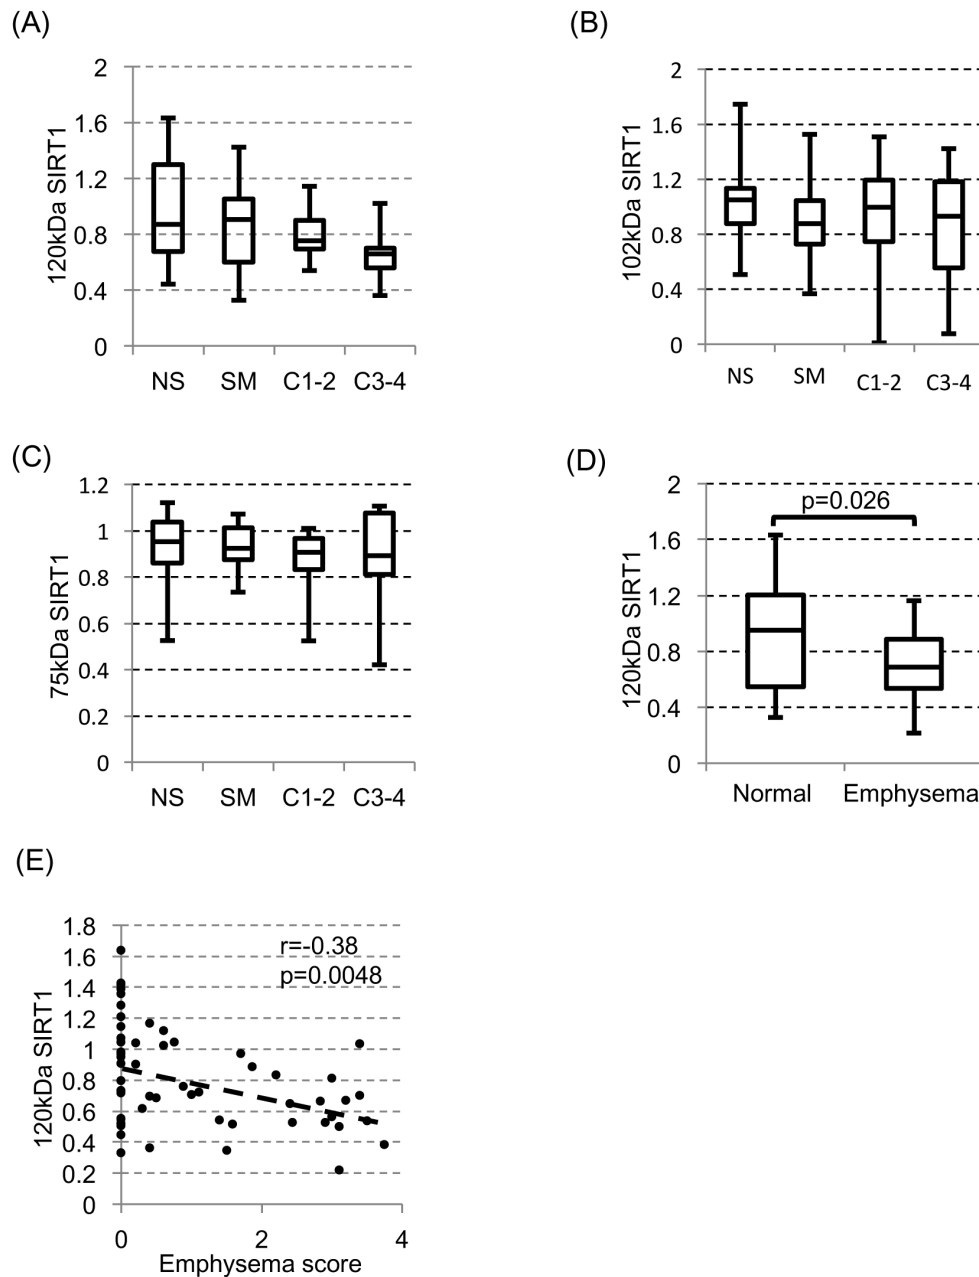 (A)
120kDa SIRT1
2
1.6
1.2
0.8
0.4
0
NS SM C1-2 C3-4
(B)
102kDa SIRT1
2
1.6
1.2
0.8
0.4
0
NS SM C1-2 C3-4
(C)
75kDa SIRT1
1.2
1
0.8
0.6
0.4
0.2
0
NS SM C1-2 C3-4
(D)
120kDa SIRT1
2
1.6
1.2
0.8
0.4
0
p=0.026
Normal Emphysema
(E)
120kDa SIRT1
1.8
1.6
1.4
1.2
1
0.8
0.6
0.4
0.2
0
r=-0.38
p=0.0048
0 2 4
Emphysema score